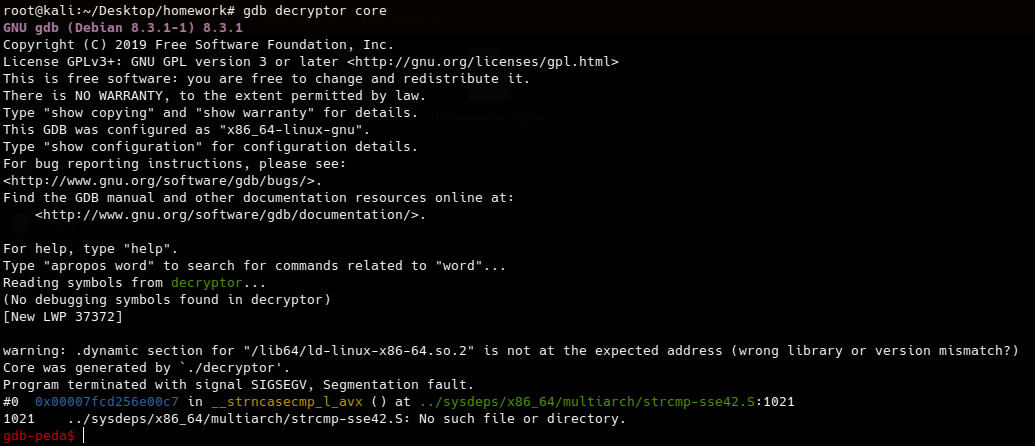 root@kali:~/Desktop/homework# gdb decryptor core
GNU gdb (Debian 8.3.1-1) 8.3.1
Copyright (C) 2019 Free Software Foundation, Inc.
License GPLv3+: GNU GPL version 3 or later <http://gnu.org/licenses/gpl.html>
This is free software: you are free to change and redistribute it.
There is NO WARRANTY, to the extent permitted by law.
Type "show copying" and "show warranty" for details.
This GDB was configured as "x86_64-linux-gnu".
Type "show configuration" for configuration details.
For bug reporting instructions, please see:
<http://www.gnu.org/software/gdb/bugs/>.
Find the GDB manual and other documentation resources online at:
    <http://www.gnu.org/software/gdb/documentation/>.

For help, type "help".
Type "apropos word" to search for commands related to "word"...
Reading symbols from decryptor...
(No debugging symbols found in decryptor)
[New LWP 37372]

warning: .dynamic section for "/lib64/ld-linux-x86-64.so.2" is not at the expected address (wrong library or version mismatch?)
Core was generated by `./decryptor'.
Program terminated with signal SIGSEGV, Segmentation fault.
#0  0x00007fcd256e00c7 in __strncasecmp_l_avx () at ../sysdeps/x86_64/multiarch/strcmp-sse42.S:1021
1021    ../sysdeps/x86_64/multiarch/strcmp-sse42.S: No such file or directory.
gdb-peda$